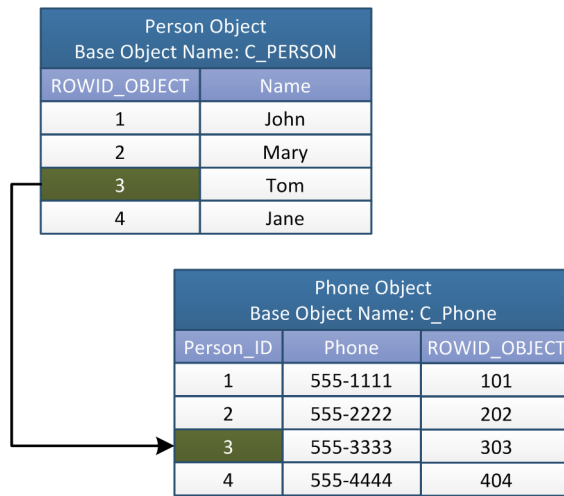 Person Object
Base Object Name: C_PERSON
ROWID_OBJECT Name
1 John
2 Mary
3 Tom
4 Jane
Phone Object
Base Object Name: C_Phone
Person_ID Phone ROWID_OBJECT
1 555-1111 101
2 555-2222 202
3 555-3333 303
4 555-4444 404